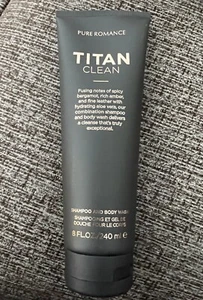 PURE ROMANCE
TITAN
CLEAN
Fusing notes of spicy
bergamot, rich amber,
and fine leather with
hydrating aloe vera, our
combination shampoo
and body wash delivers
a cleanse that's truly
exceptional.
SHAMPOO AND BODY WASH
SHAMPOOING ET GEL DE
DOUCHE POUR LE CORPS
8 FL.OZ/240 ml e